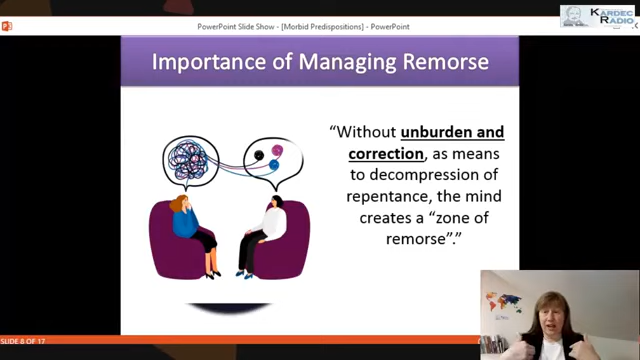 PowerPoint Slide Show - [Morbid Predispositions] - PowerPoint
KARDEC
RADIO
Importance of Managing Remorse
“Without unburden and
correction, as means
to decompression of
repentance, the mind
creates a “zone of
remorse”.”
SLIDE 8 OF 17